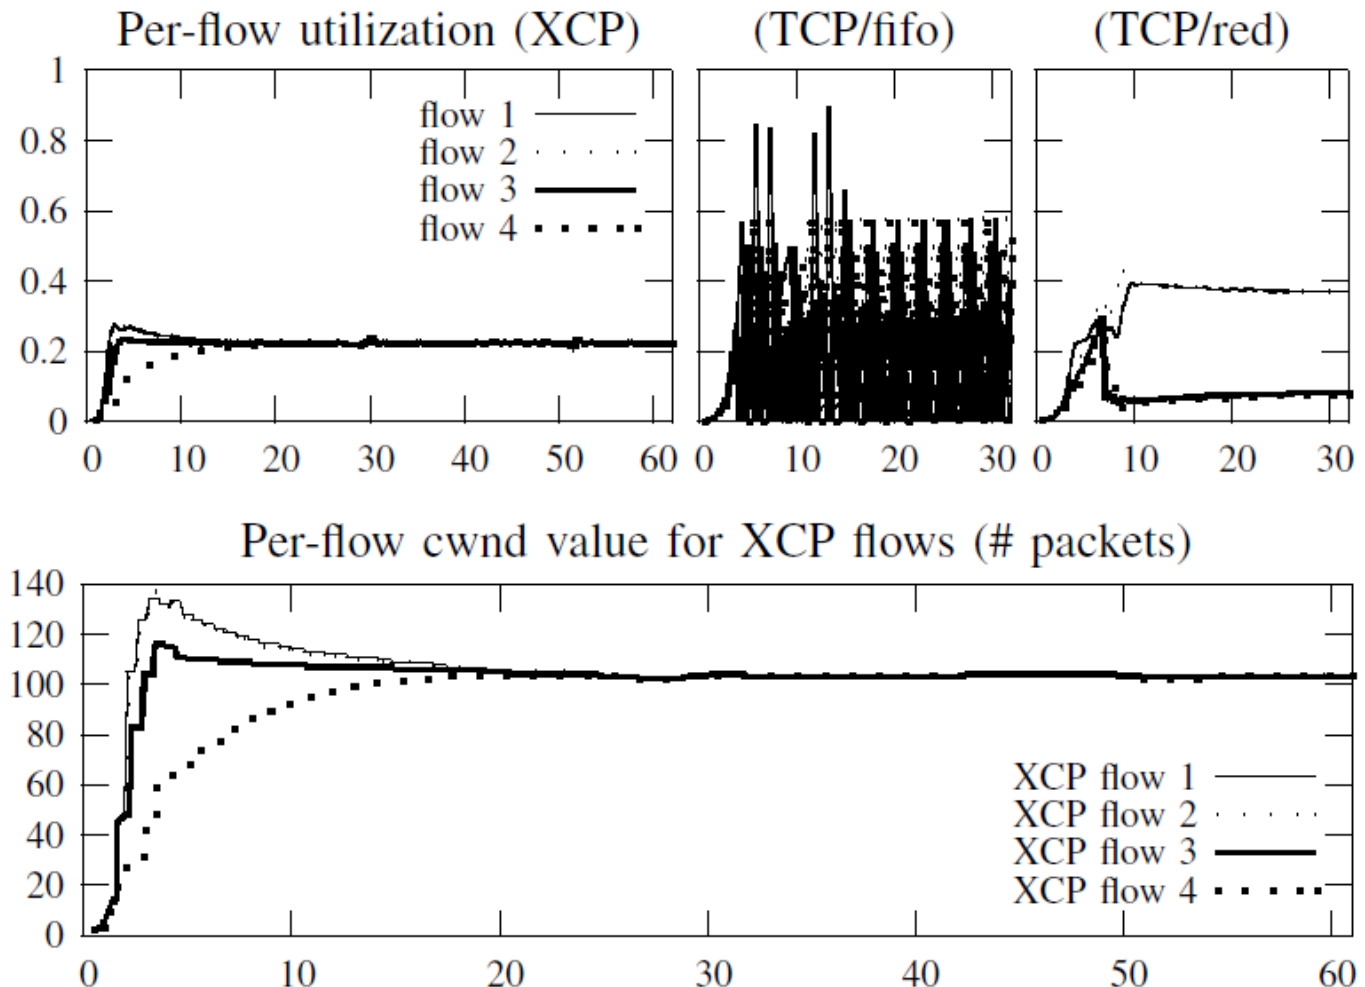 Per-flow utilization (XCP) (TCP/fifo) (TCP/red)
1
0.8
0.6
0.4
0.2
0
flow 1
flow 2
flow 3
flow 4
0 10 20 30 40 50 60 0 10 20 30 0 10 20 30
Per-flow cwnd value for XCP flows (# packets)
140
120
100
80
60
40
20
0
XCP flow 1
XCP flow 2
XCP flow 3
XCP flow 4
0 10 20 30 40 50 60